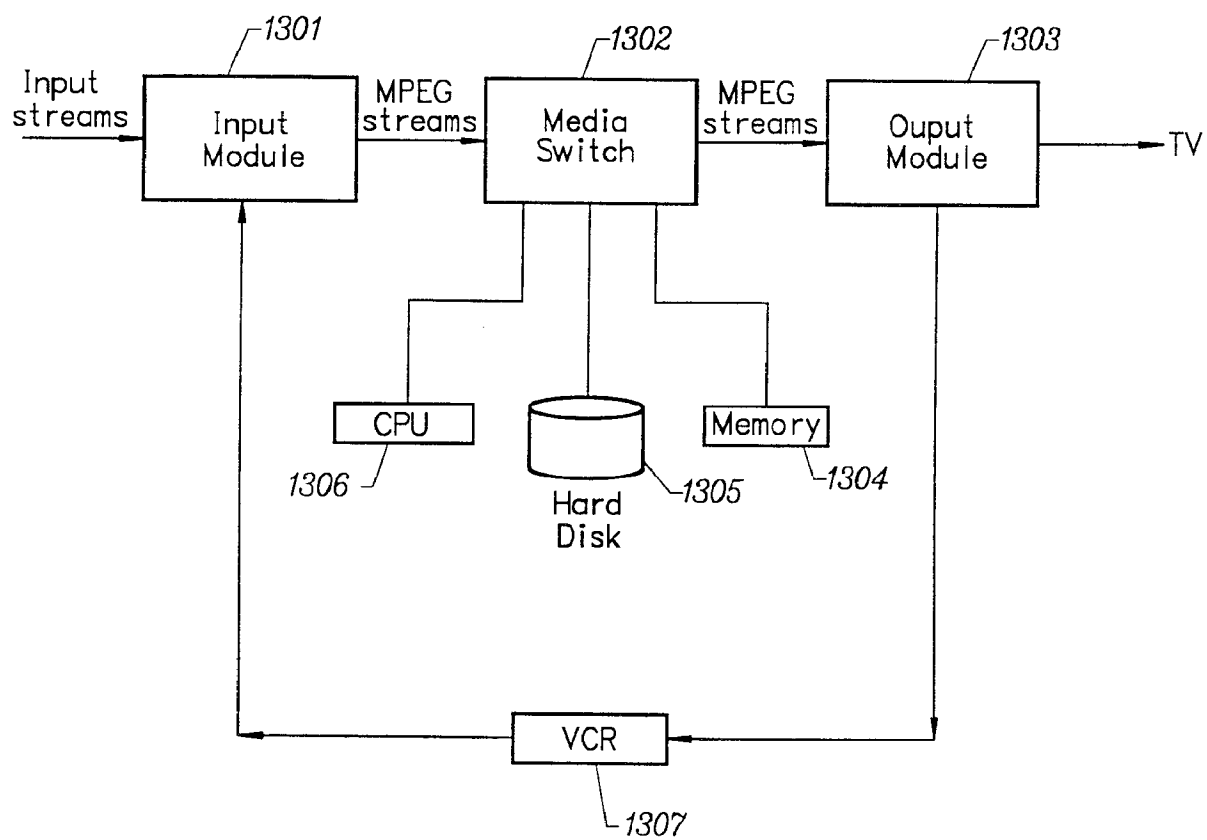 1301
1302
1303
Input
streams
Input
Module
MPEG
streams
Media
Switch
MPEG
streams
Ouput
Module
TV
CPU
1306
Hard
Disk
1305
Memory
1304
VCR
1307